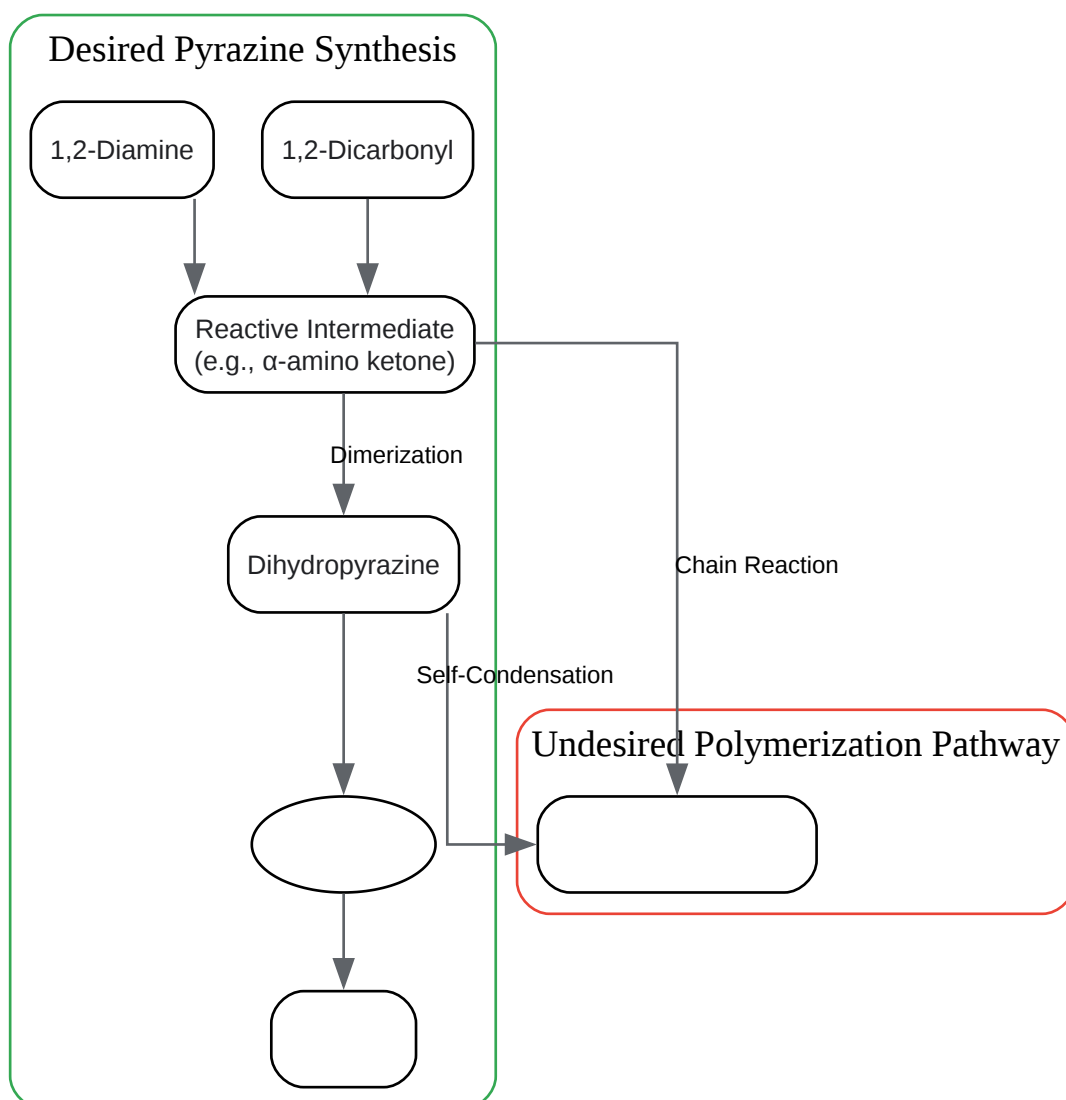 Desired Pyrazine Synthesis
1,2-Diamine
1,2-Dicarbonyl
Reactive Intermediate
(e.g., α-amino ketone)
Dimerization
Dihydropyrazine
Chain Reaction
Self-Condensation
Undesired Polymerization Pathway